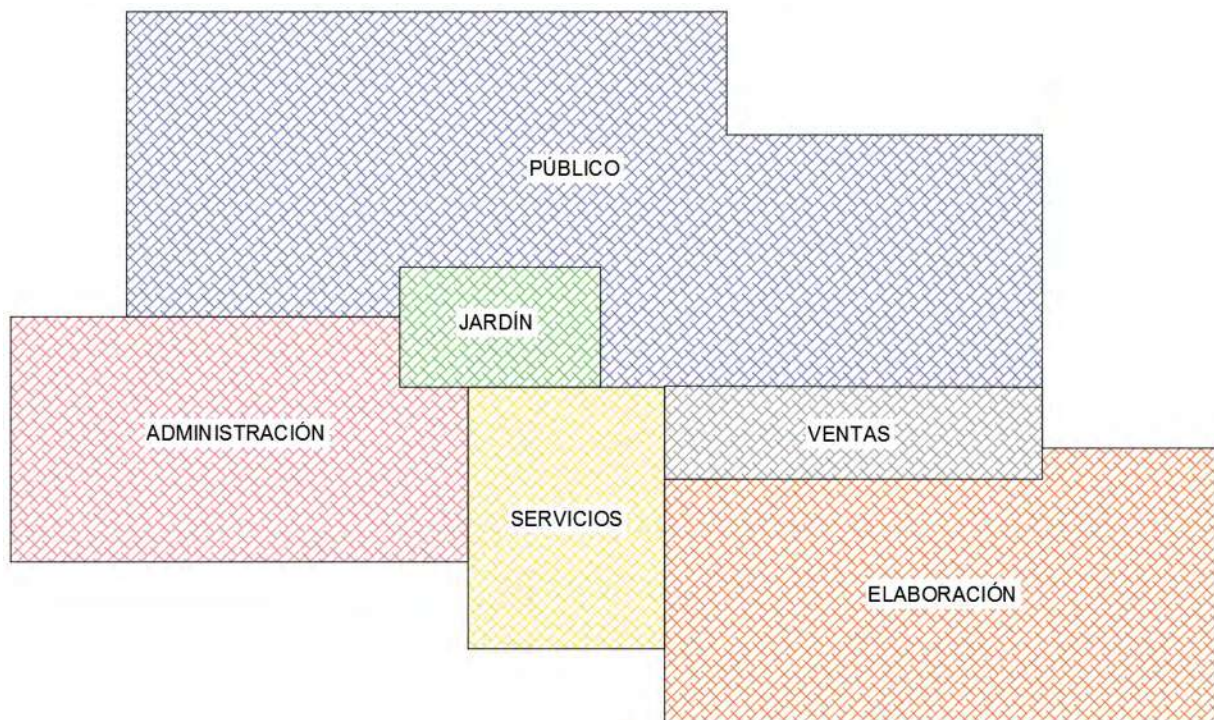 PÚBLICO
JARDÍN
ADMINISTRACIÓN
VENTAS
SERVICIOS
ELABORACIÓN